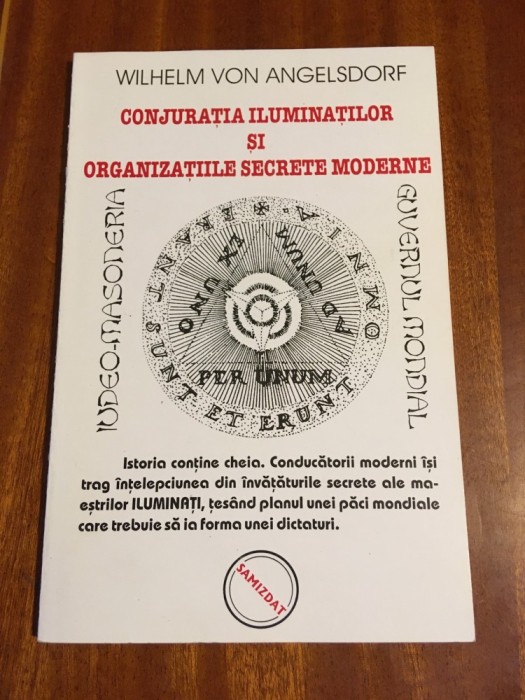 WILHELM VON ANGELSDORF
CONJURAȚIA ILUMINAȚILOR
ȘI
ORGANIZAȚIILE SECRETE MODERNE
IUDEO-MASONERIA
OMNIA · ERANT SUNT ET ERUNT
EX UNO
AD UNUM
PER UNUM
GUVERNUL MONDIAL
Istoria conține cheia. Conducătorii moderni își
trag înțelepciunea din învățăturile secrete ale ma-
eștrilor ILUMINAȚI, țesând planul unei păci mondiale
care trebuie să ia forma unei dictaturi.
SAMIZDAT